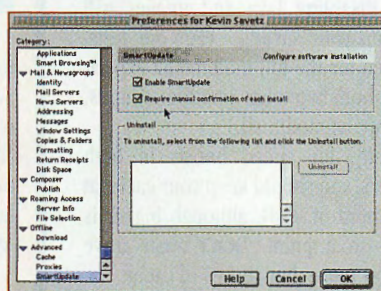 Preferences for Kevin Savetz
Category:
Applications
Smart Browsing™
Mail & Newsgroups
Identity
Mail Servers
News Servers
Addressing
Messages
Window Settings
Copies & Folders
Formatting
Return Receipts
Disk Space
Composer
Publish
Roaming Access
Server Info
File Selection
Offline
Download
Advanced
Cache
Proxies
SmartUpdate
SmartUpdate
Configure software installation
Enable SmartUpdate
Require manual confirmation of each install
Uninstall
To uninstall, select from the following list and click the Uninstall button.
Uninstall
Help
Cancel
OK